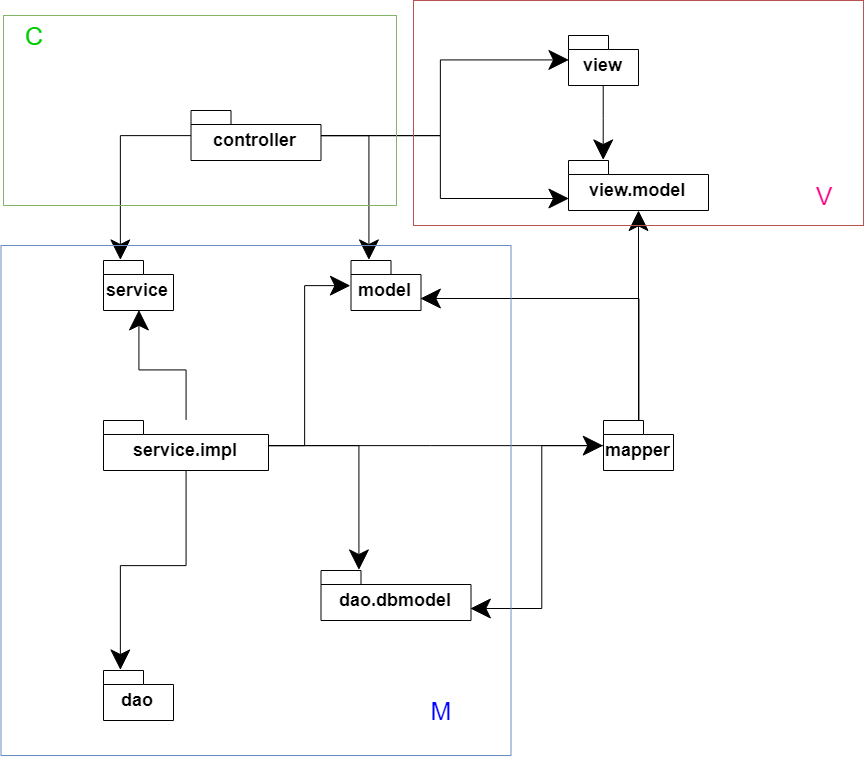 C
view
controller
view.model
V
service
model
service.impl
mapper
dao.dbmodel
dao
M